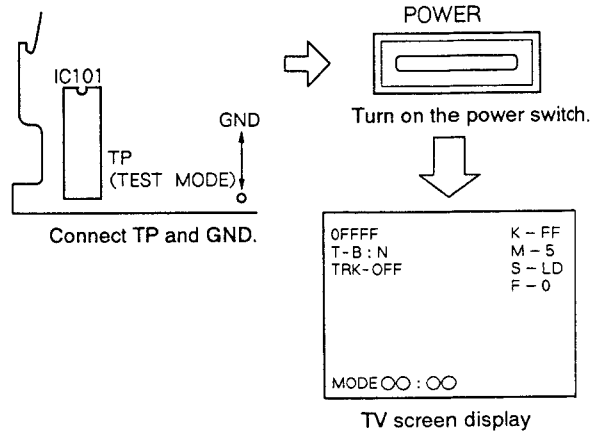 IC101
GND
TP
(TEST MODE)
Connect TP and GND.
POWER
Turn on the power switch.
0FFFF
T-B : N
TRK-OFF
K – FF
M – 5
S – LD
F – 0
MODE○○ : ○○
TV screen display